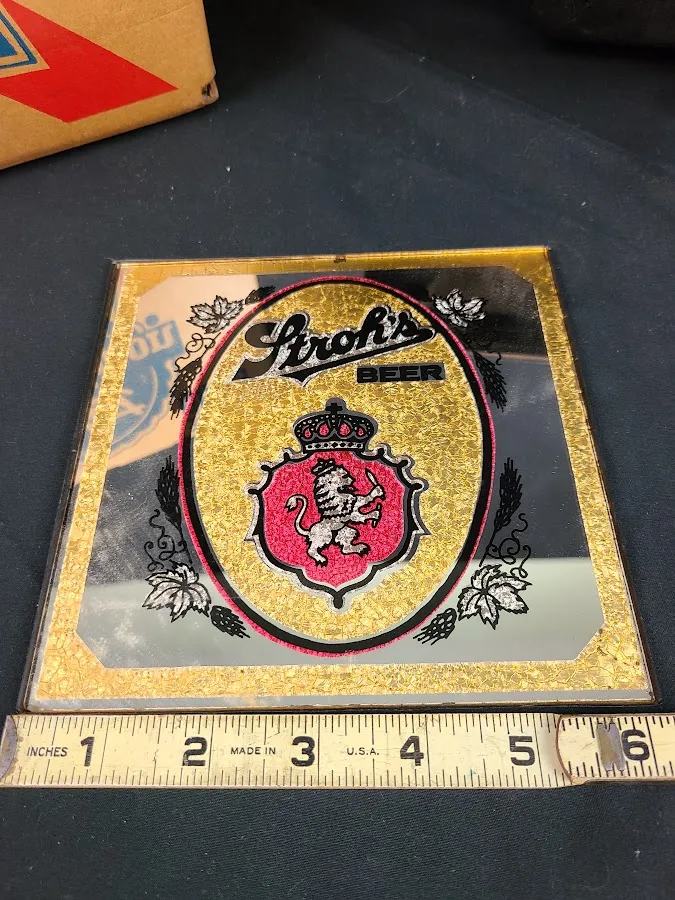 Stroh's
BEER
INCHES 1 2 MADE IN 3 U.S.A. 4 5 6